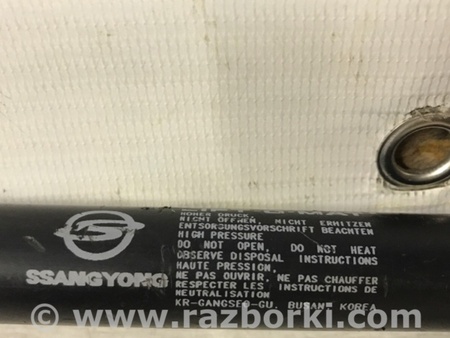 HOHER DRUCK,
NICHT ÖFFNEN, NICHT ERHITZEN
ENTSORGUNGSVORSCHRIFT BEACHTEN
HIGH PRESSURE
DO NOT OPEN, DO NOT HEAT
OBSERVE DISPOSAL INSTRUCTIONS
HAUTE PRESSION,
NE PAS OUVRIR, NE PAS CHAUFFER
RESPECTER LES INSTRUCTIONS DE
NEUTRALISATION
KR-GANGSEO-GU, BUSAN KOREA
SSANGYONG
www.razborki.com